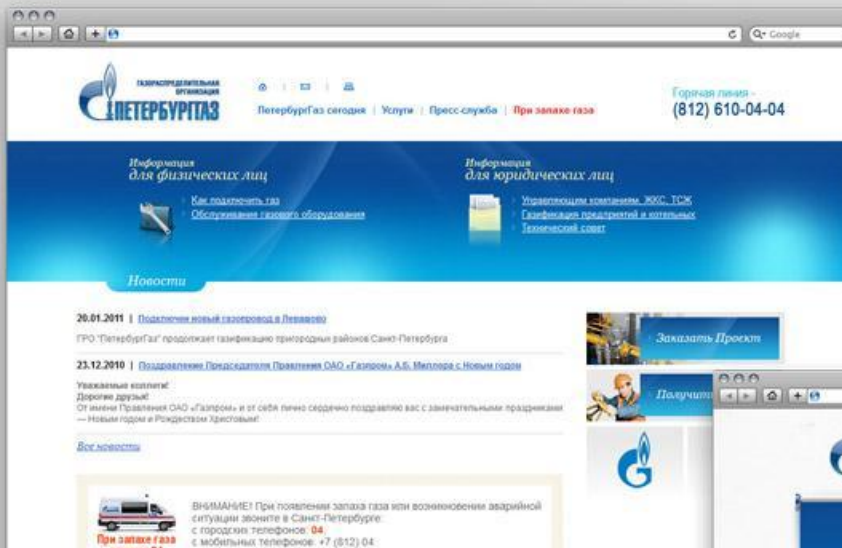 Google
ГАЗОРАСПРЕДЕЛИТЕЛЬНАЯ
ОРГАНИЗАЦИЯ
ПЕТЕРБУРГГАЗ
ПетербургГаз сегодня | Услуги | Пресс-служба | При запахе газа
Горячая линия -
(812) 610-04-04
Информация
для физических лиц
Как подключить газ
Обслуживание газового оборудования
Информация
для юридических лиц
Управляющим компаниям, ЖКС, ТСЖ
Газификация предприятий и котельных
Технический совет
Новости
20.01.2011 | Подключен новый газопровод в Левашово
ГРО "ПетербургГаз" продолжает газификацию пригородных районов Санкт-Петербурга
23.12.2010 | Поздравление Председателя Правления ОАО «Газпром» А.Б. Миллера с Новым годом
Уважаемые коллеги!
Дорогие друзья!
От имени Правления ОАО «Газпром» и от себя лично сердечно поздравляю вас с замечательными праздниками
— Новым годом и Рождеством Христовым!
Все новости
Заказать Проект
Получит
ВНИМАНИЕ! При появлении запаха газа или возникновении аварийной
ситуации звоните в Санкт-Петербурге:
с городских телефонов: 04
с мобильных телефонов: +7 (812) 04
При запахе газа